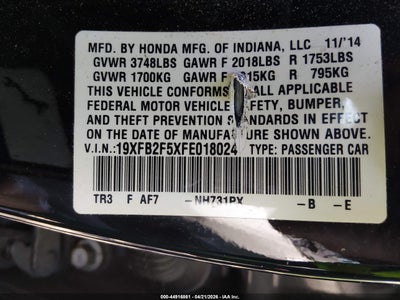 MFD. BY HONDA MFG. OF INDIANA, LLC 11/'14
GVWR 3748LBS GAWR F 2018LBS R 1753LBS
GVWR 1700KG GAWR F 915KG R 795KG
THIS VEHICLE CONFORMS ALL APPLICABLE
FEDERAL MOTOR VEHICLE SAFETY, BUMPER,
AND THEFT PREVENTION STANDARDS IN EFFECT
ON THE DATE OF MANUFACTURE SHOWN ABOVE.
V.I.N.:19XFB2F5XFE018024 TYPE: PASSENGER CAR
TR3 F AF7 -NH731PX -B -E
000-44916061 04/21/2026 - IAA, Inc